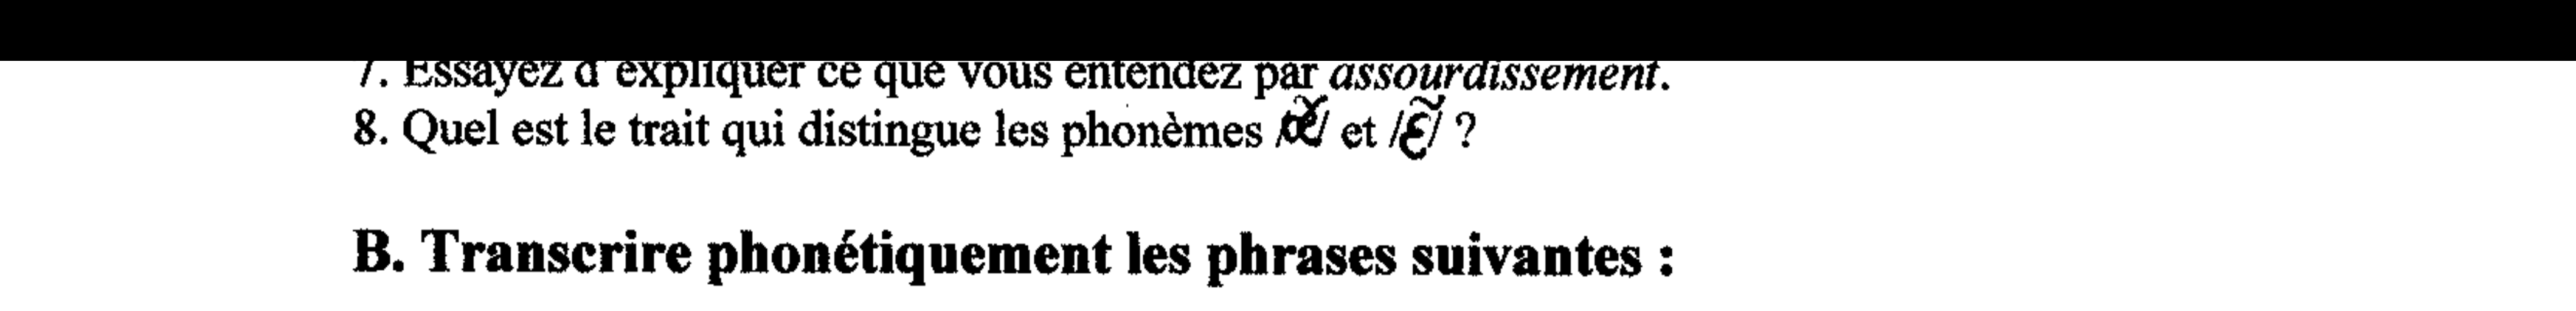 7. Essayez d'expliquer ce que vous entendez par assourdissement.
8. Quel est le trait qui distingue les phonèmes /œ̃/ et /ɛ̃/ ?
B. Transcrire phonétiquement les phrases suivantes :